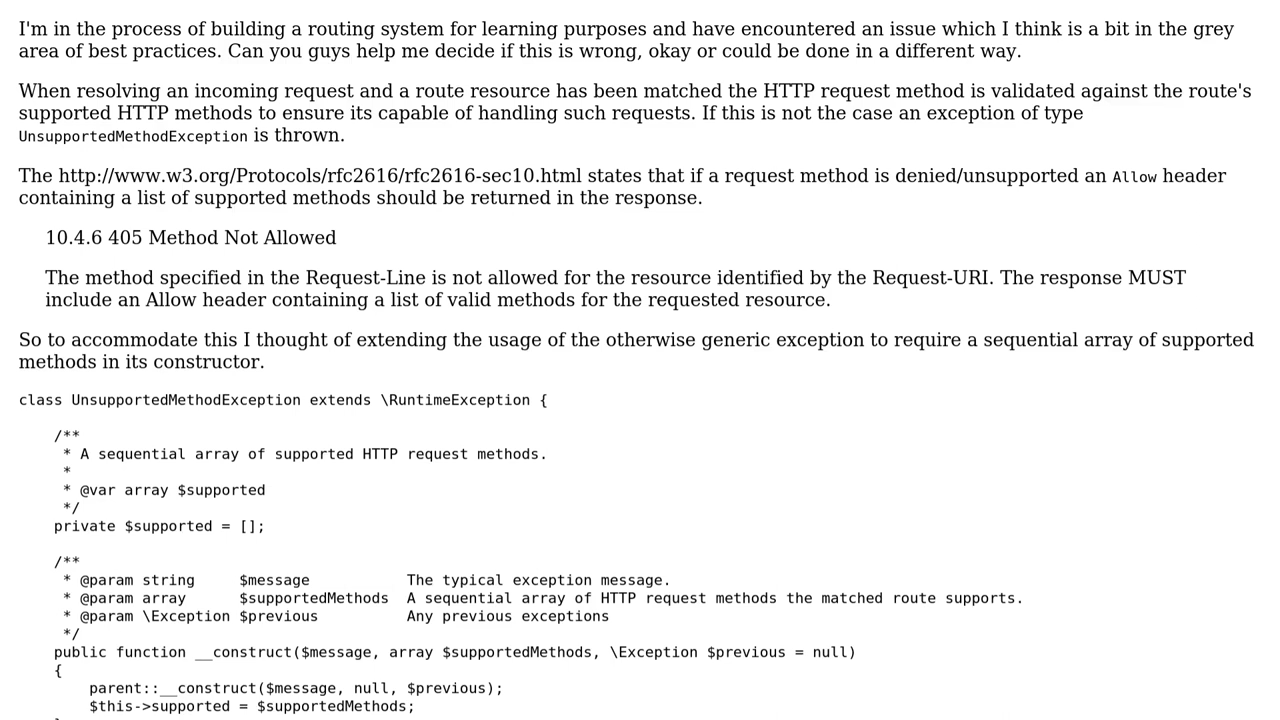 I'm in the process of building a routing system for learning purposes and have encountered an issue which I think is a bit in the grey
area of best practices. Can you guys help me decide if this is wrong, okay or could be done in a different way.
When resolving an incoming request and a route resource has been matched the HTTP request method is validated against the route's
supported HTTP methods to ensure its capable of handling such requests. If this is not the case an exception of type
UnsupportedMethodException is thrown.
The http://www.w3.org/Protocols/rfc2616/rfc2616-sec10.html states that if a request method is denied/unsupported an Allow header
containing a list of supported methods should be returned in the response.
10.4.6 405 Method Not Allowed
The method specified in the Request-Line is not allowed for the resource identified by the Request-URI. The response MUST
include an Allow header containing a list of valid methods for the requested resource.
So to accommodate this I thought of extending the usage of the otherwise generic exception to require a sequential array of supported
methods in its constructor.
class UnsupportedMethodException extends \RuntimeException {
    /**
     * A sequential array of supported HTTP request methods.
     *
     * @var array $supported
     */
    private $supported = [];
    /**
     * @param string     $message           The typical exception message.
     * @param array      $supportedMethods  A sequential array of HTTP request methods the matched route supports.
     * @param \Exception $previous          Any previous exceptions
     */
    public function __construct($message, array $supportedMethods, \Exception $previous = null)
    {
        parent::__construct($message, null, $previous);
        $this->supported = $supportedMethods;